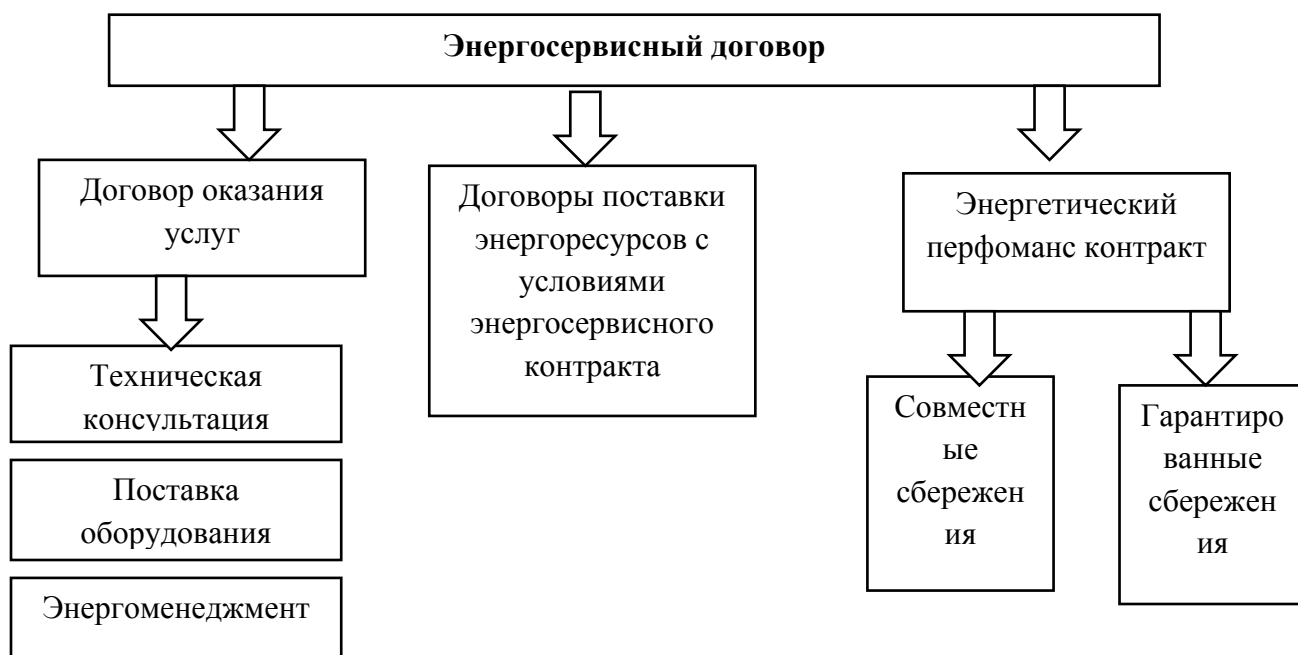 Энергосервисный договор
Договор оказания
услуг
Договоры поставки
энергоресурсов с
условиями
энергосервисного
контракта
Энергетический
перфоманс контракт
Техническая
консультация
Поставка
оборудования
Энергоменеджмент
Совместн
ые
сбережен
ия
Гарантиро
ванные
сбережен
ия